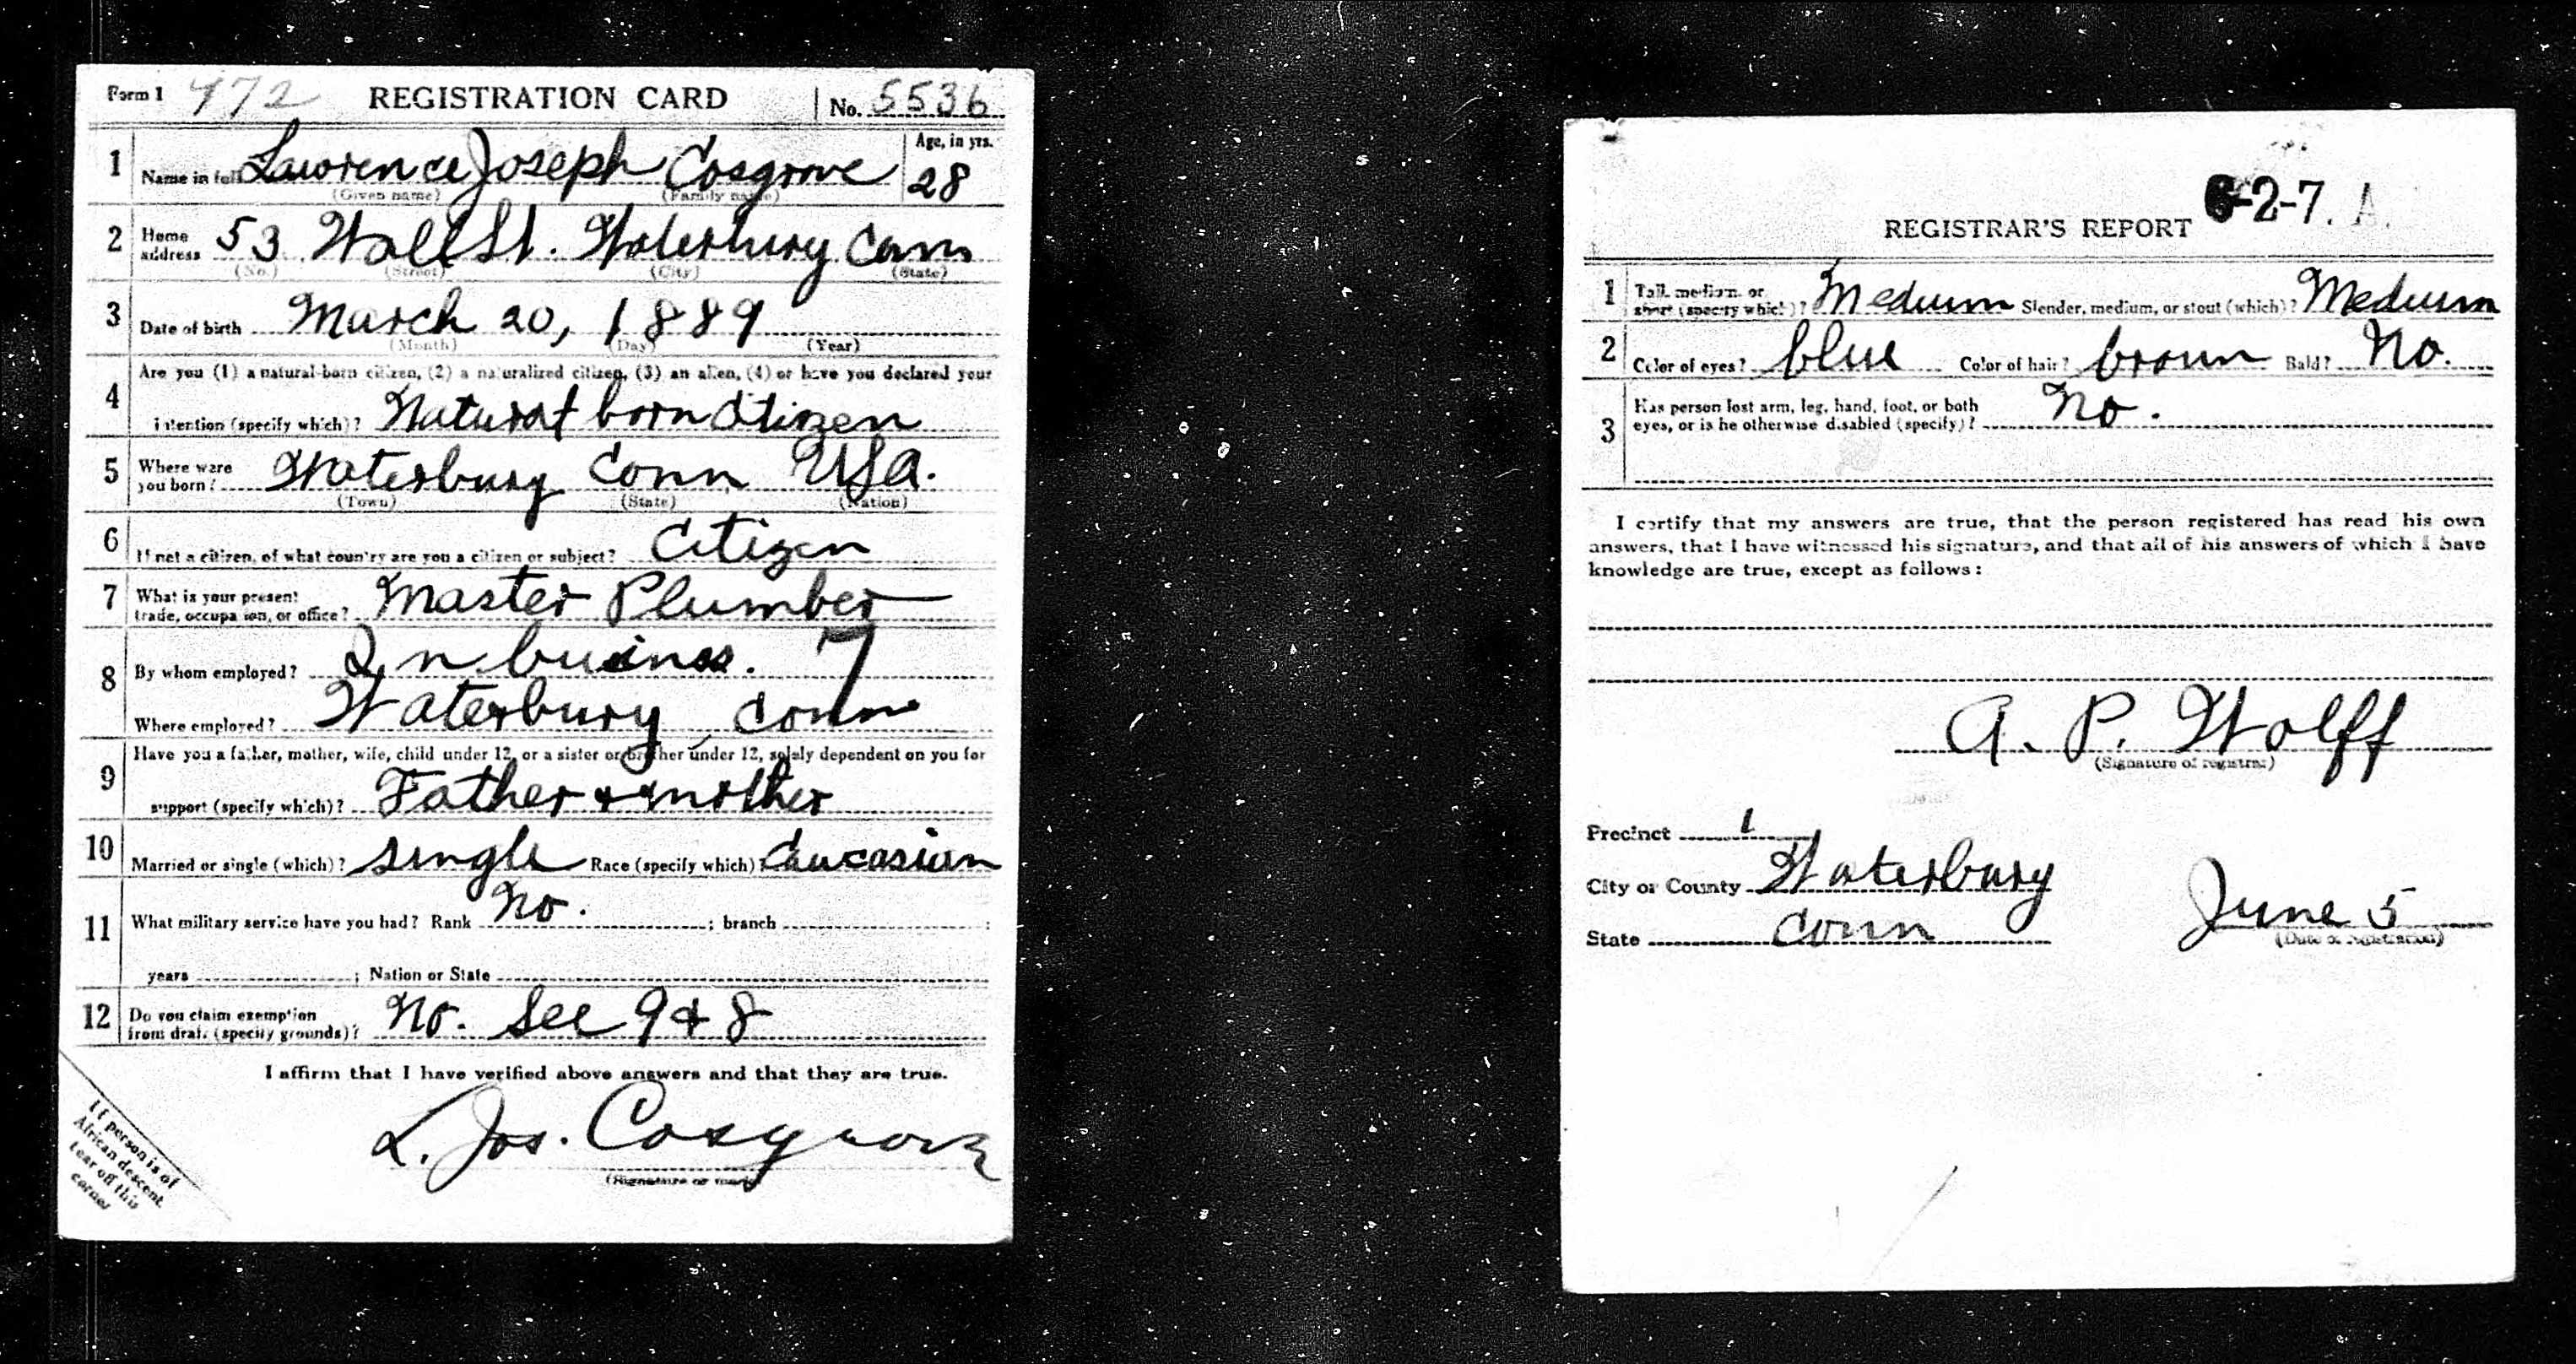 Form 1 472 REGISTRATION CARD No. 5536
1 Name in full Lawrence Joseph Cosgrove Age, in yrs. 28
(Given name) (Family name)
2 Home address 53 Wall St. Waterbury Conn
(No.) (Street) (City) (State)
3 Date of birth March 20, 1889
(Month) (Day) (Year)
4 Are you (1) a natural-born citizen, (2) a naturalized citizen, (3) an alien, (4) or have you declared your
intention (specify which)? Natural born Citizen
5 Where were you born? Waterbury Conn USA.
(Town) (State) (Nation)
6 If not a citizen, of what country are you a citizen or subject? Citizen
7 What is your present trade, occupation, or office? Master Plumber
8 By whom employed? In business. 7
Where employed? Waterbury, Conn
9 Have you a father, mother, wife, child under 12, or a sister or brother under 12, solely dependent on you for
support (specify which)? Father & mother
10 Married or single (which)? single Race (specify which)? Caucasian
11 What military service have you had? Rank No. ; branch ;
years ; Nation or State
12 Do you claim exemption from draft (specify grounds)? No. See 9 & 8
I affirm that I have verified above answers and that they are true.
L. Jos. Cosgrove
(Signature or mark)
If person is of
African descent,
tear off this
corner
REGISTRAR'S REPORT 6-2-7. A.
1 Tall, medium, or short (specify which)? Medium Slender, medium, or stout (which)? Medium
2 Color of eyes? blue Color of hair? brown Bald? No.
3 Has person lost arm, leg, hand, foot, or both
eyes, or is he otherwise disabled (specify)? No.
I certify that my answers are true, that the person registered has read his own
answers, that I have witnessed his signature, and that all of his answers of which I have
knowledge are true, except as follows:
A. P. Wolff
(Signature of registrar)
Precinct 1
City or County Waterbury
State Conn June 5
(Date of registration)